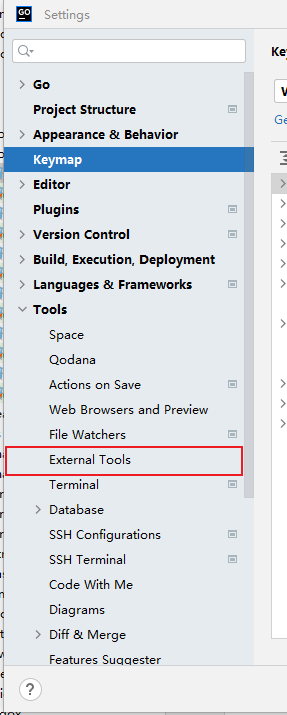 GO
Settings
Go
Project Structure
Appearance & Behavior
Keymap
Editor
Plugins
Version Control
Build, Execution, Deployment
Languages & Frameworks
Tools
Space
Qodana
Actions on Save
Web Browsers and Preview
File Watchers
External Tools
Terminal
Database
SSH Configurations
SSH Terminal
Code With Me
Diagrams
Diff & Merge
Features Suggester
?